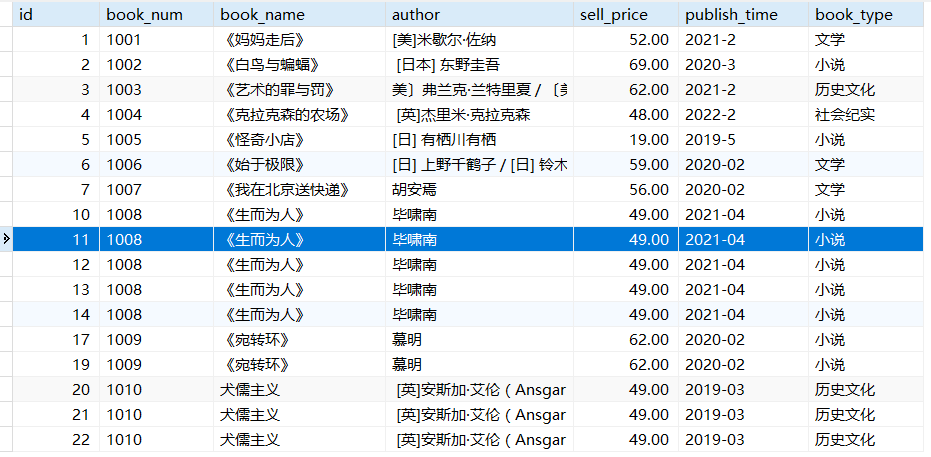 id book_num book_name author sell_price publish_time book_type
1 1001 《妈妈走后》 [美]米歇尔·佐纳 52.00 2021-2 文学
2 1002 《白鸟与蝙蝠》 [日本] 东野圭吾 69.00 2020-3 小说
3 1003 《艺术的罪与罚》 美〕弗兰克·兰特里夏 / 〔美 62.00 2021-2 历史文化
4 1004 《克拉克森的农场》 [英]杰里米·克拉克森 48.00 2022-2 社会纪实
5 1005 《怪奇小店》 [日] 有栖川有栖 19.00 2019-5 小说
6 1006 《始于极限》 [日] 上野千鹤子 / [日] 铃木 59.00 2020-02 文学
7 1007 《我在北京送快递》 胡安焉 56.00 2020-02 文学
10 1008 《生而为人》 毕啸南 49.00 2021-04 小说
11 1008 《生而为人》 毕啸南 49.00 2021-04 小说
12 1008 《生而为人》 毕啸南 49.00 2021-04 小说
13 1008 《生而为人》 毕啸南 49.00 2021-04 小说
14 1008 《生而为人》 毕啸南 49.00 2021-04 小说
17 1009 《宛转环》 慕明 62.00 2020-02 小说
19 1009 《宛转环》 慕明 62.00 2020-02 小说
20 1010 犬儒主义 [英]安斯加·艾伦（Ansgar 49.00 2019-03 历史文化
21 1010 犬儒主义 [英]安斯加·艾伦（Ansgar 49.00 2019-03 历史文化
22 1010 犬儒主义 [英]安斯加·艾伦（Ansgar 49.00 2019-03 历史文化